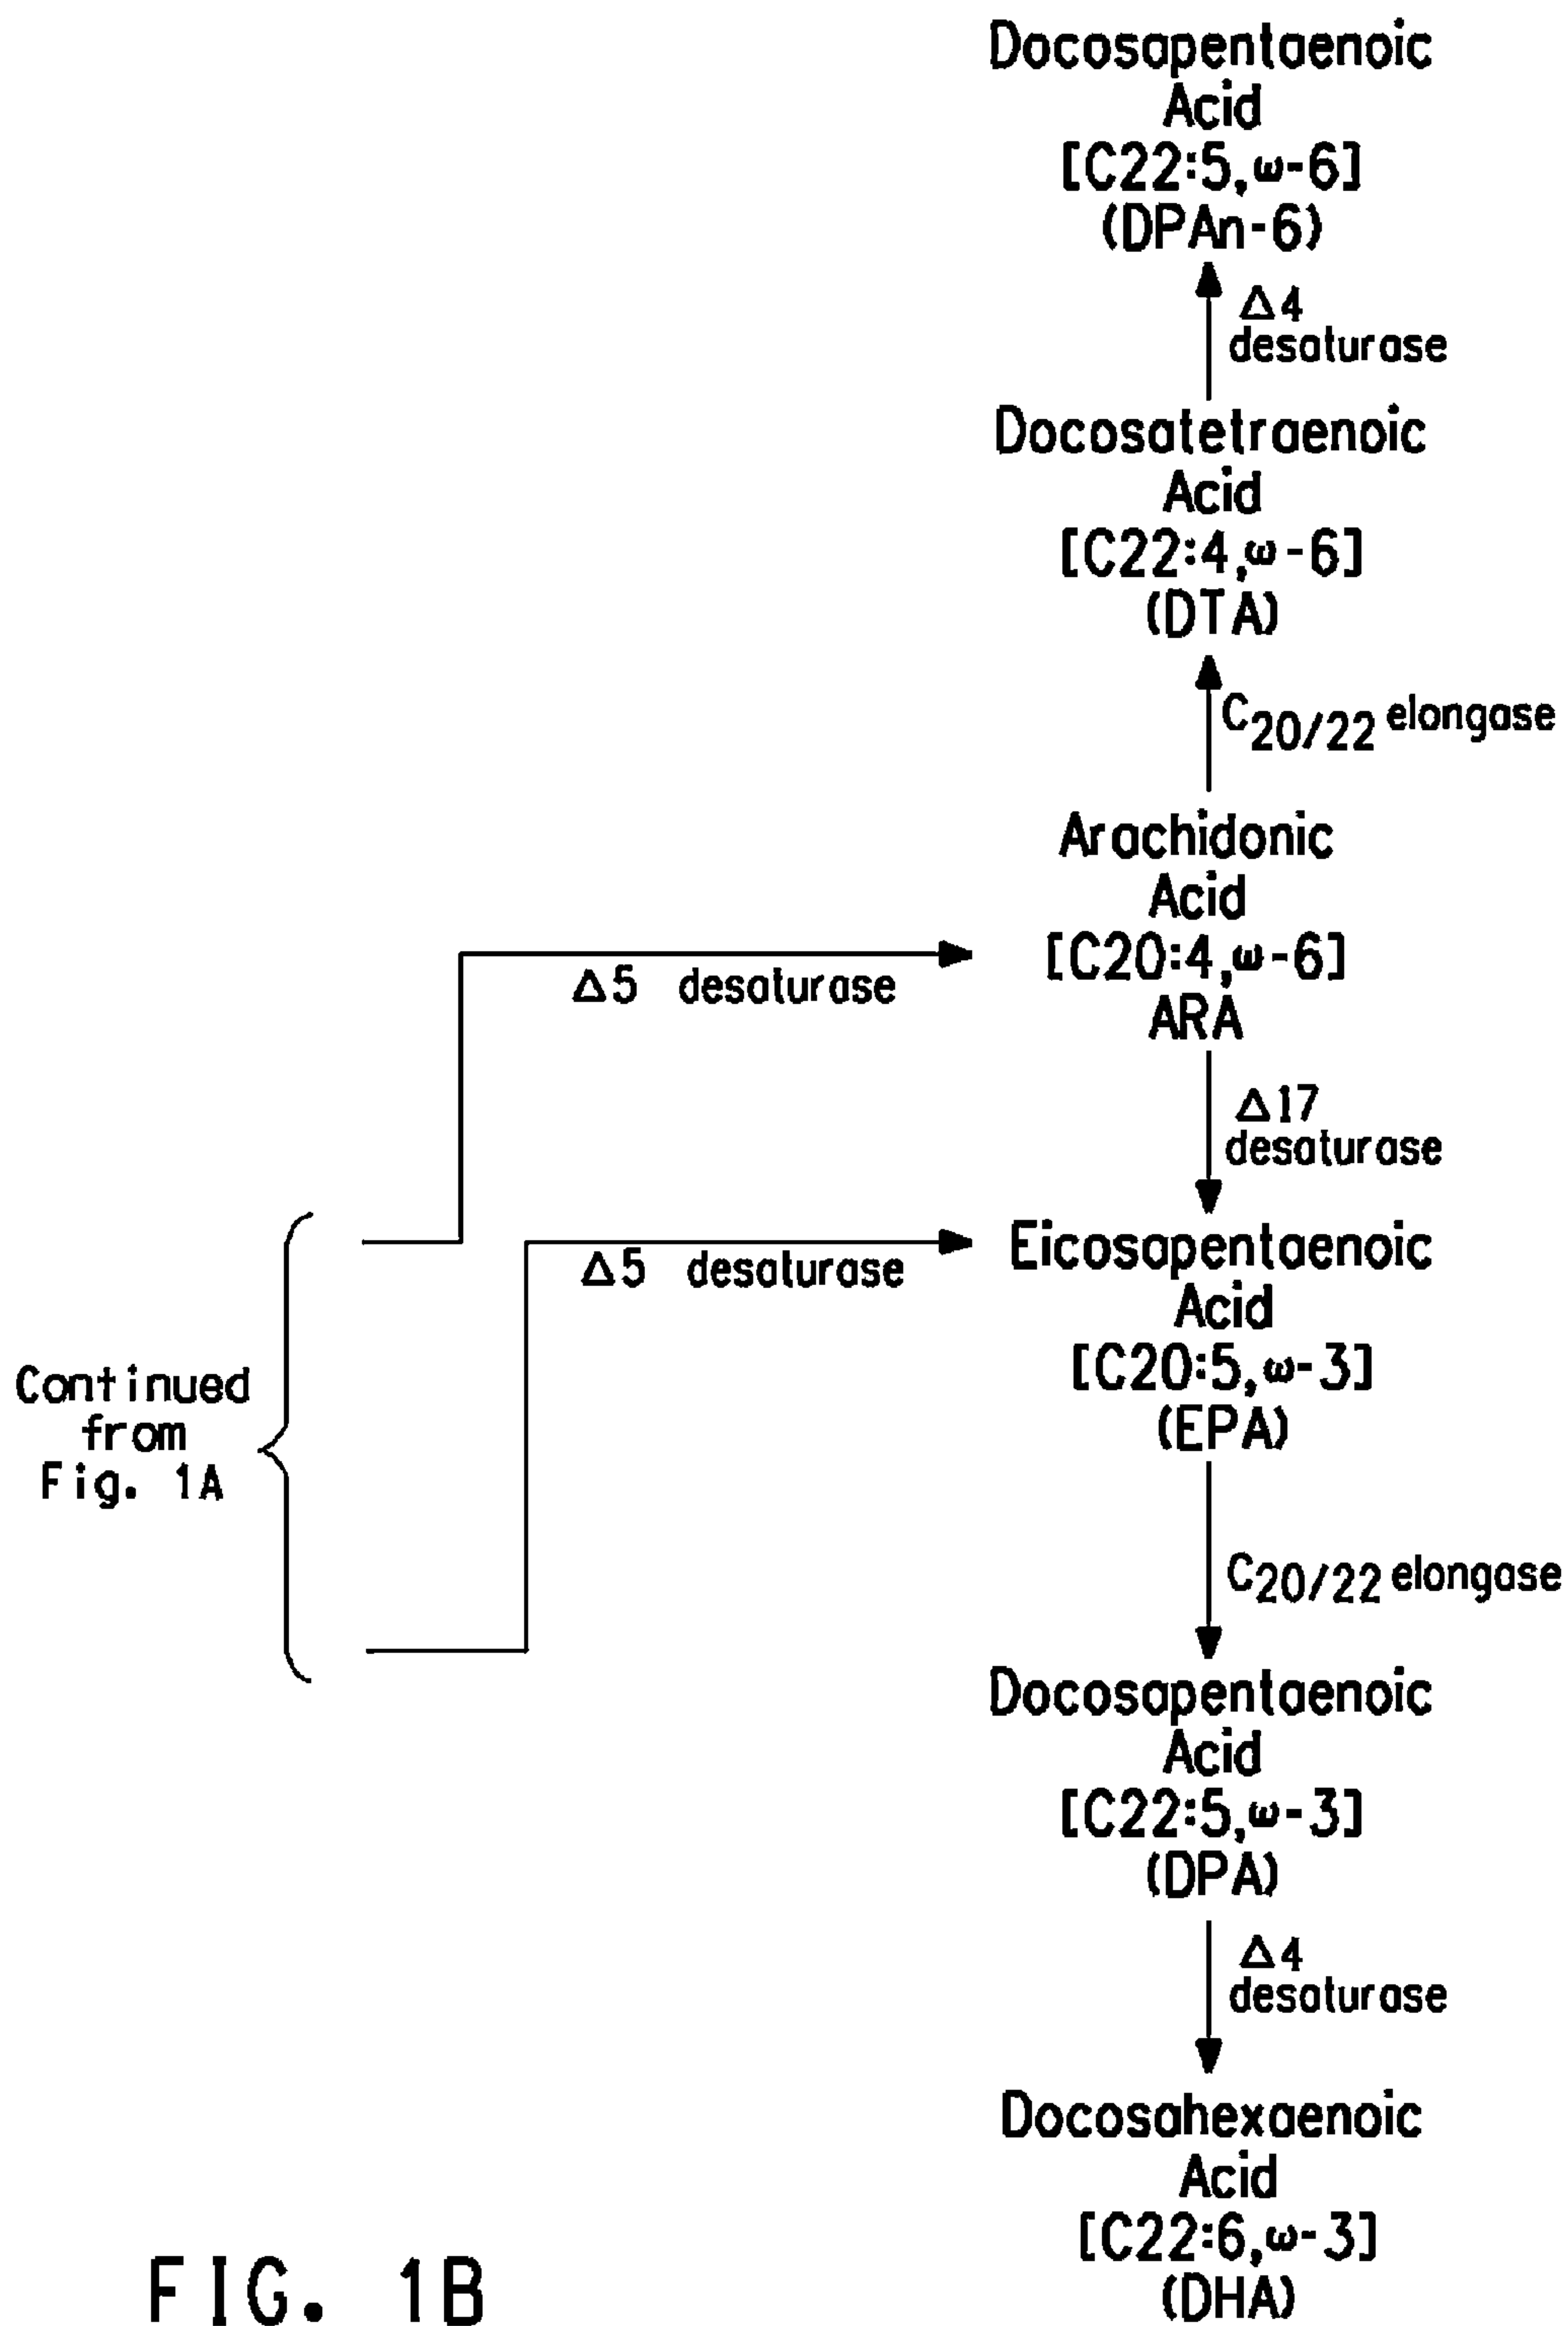 Docosapentaenoic
Acid
[C22:5,ω-6]
(DPAn-6)
Δ4
desaturase
Docosatetraenoic
Acid
[C22:4,ω-6]
(DTA)
C20/22 elongase
Arachidonic
Acid
[C20:4,ω-6]
ARA
Δ5 desaturase
Δ17
desaturase
Eicosapentaenoic
Acid
[C20:5,ω-3]
(EPA)
Δ5 desaturase
Continued
from
Fig. 1A
C20/22 elongase
Docosapentaenoic
Acid
[C22:5,ω-3]
(DPA)
Δ4
desaturase
Docosahexaenoic
Acid
[C22:6,ω-3]
(DHA)
FIG. 1B